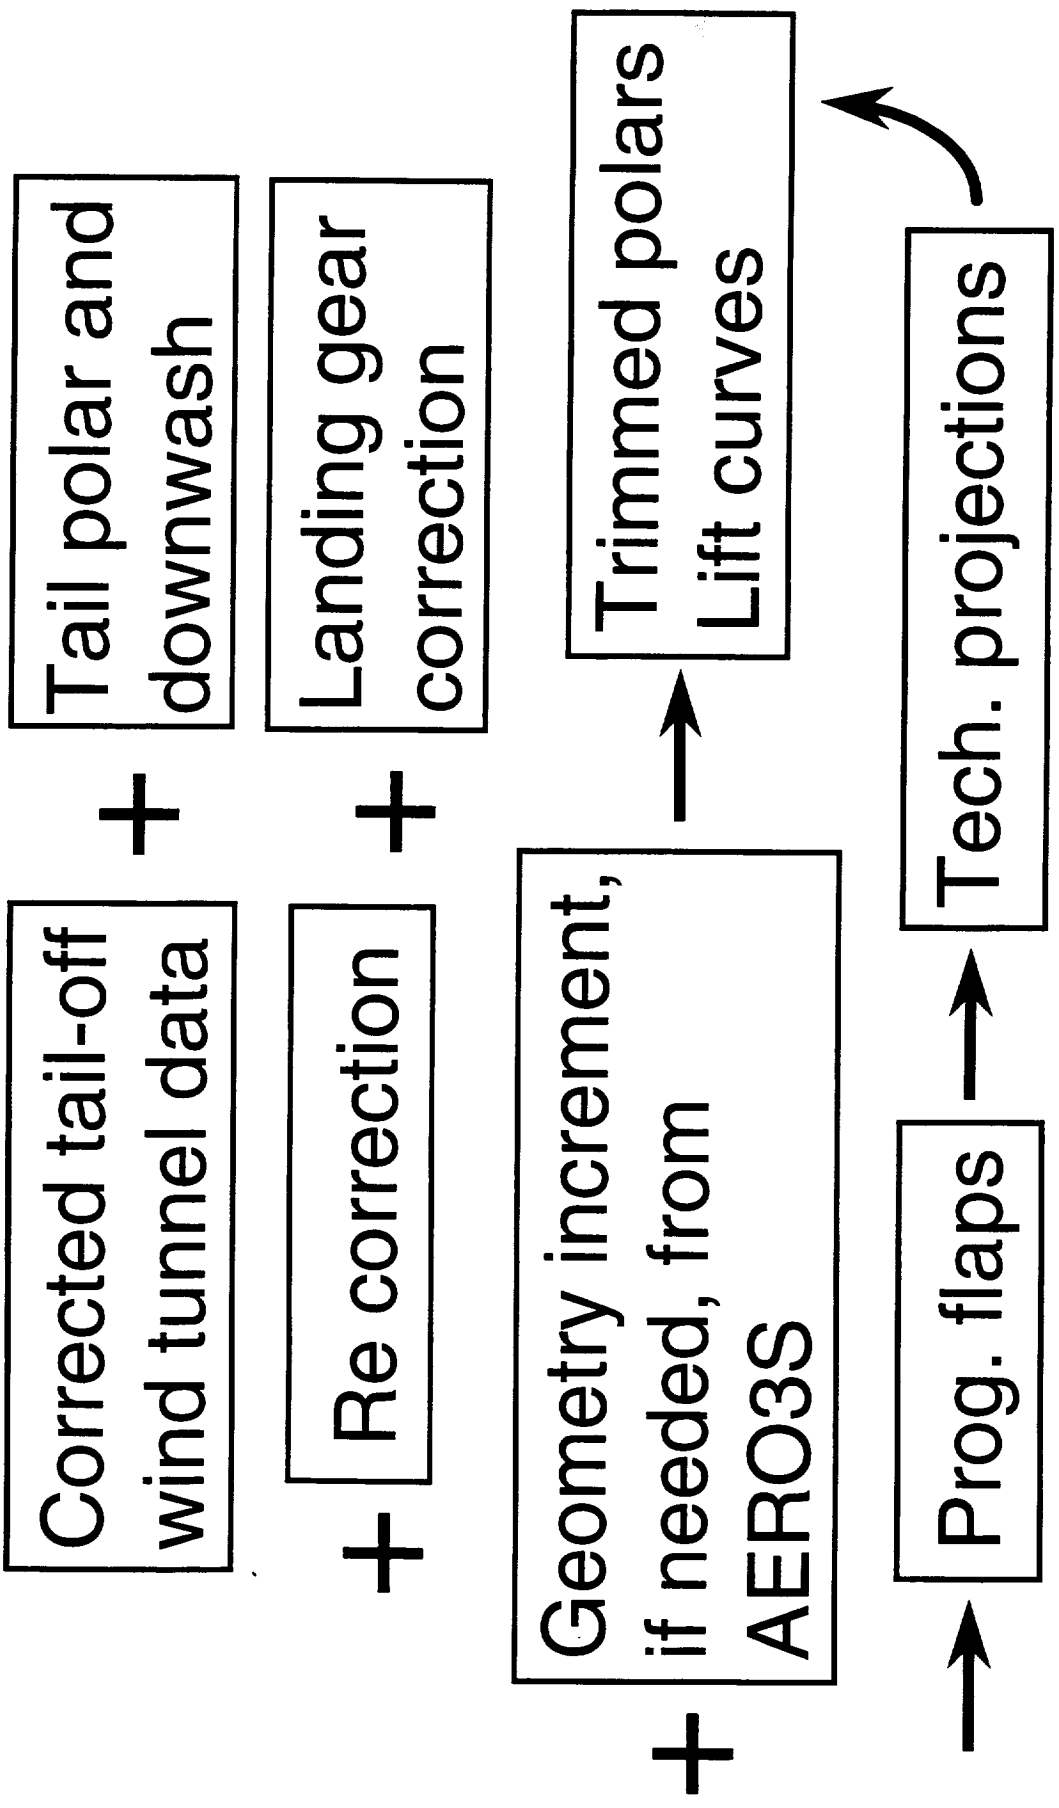 Corrected tail-off
wind tunnel data
+
Tail polar and
downwash
+
Re correction
+
Landing gear
correction
+
Geometry increment,
if needed, from
AERO3S
Trimmed polars
Lift curves
Prog. flaps
Tech. projections